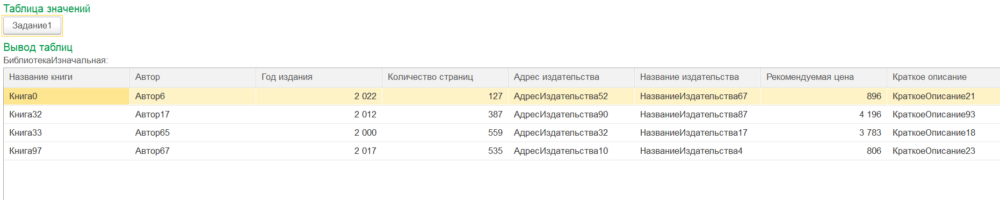 Таблица значений
Задание1
Вывод таблиц
БиблиотекаИзначальная:
Название книги Автор Год издания Количество страниц Адрес издательства Название издательства Рекомендуемая цена Краткое описание
Книга0 Автор6 2 022 127 АдресИздательства52 НазваниеИздательства67 896 КраткоеОписание21
Книга32 Автор17 2 012 387 АдресИздательства90 НазваниеИздательства87 4 196 КраткоеОписание93
Книга33 Автор65 2 000 559 АдресИздательства32 НазваниеИздательства17 3 783 КраткоеОписание18
Книга97 Автор67 2 017 535 АдресИздательства10 НазваниеИздательства4 806 КраткоеОписание23